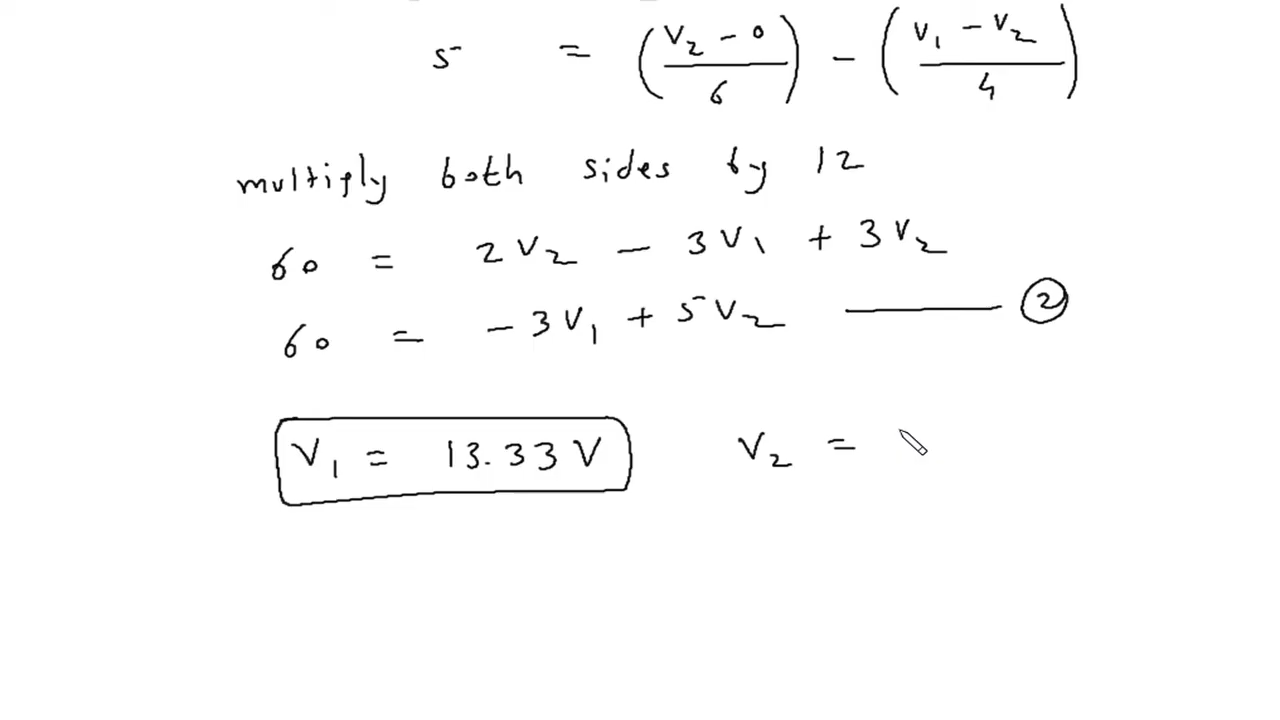 5 = (V₂ - 0 / 6) - (V₁ - V₂ / 4)
multiply both sides by 12
60 = 2V₂ - 3V₁ + 3V₂
60 = -3V₁ + 5V₂ ——— ②
V₁ = 13.33 V V₂ =